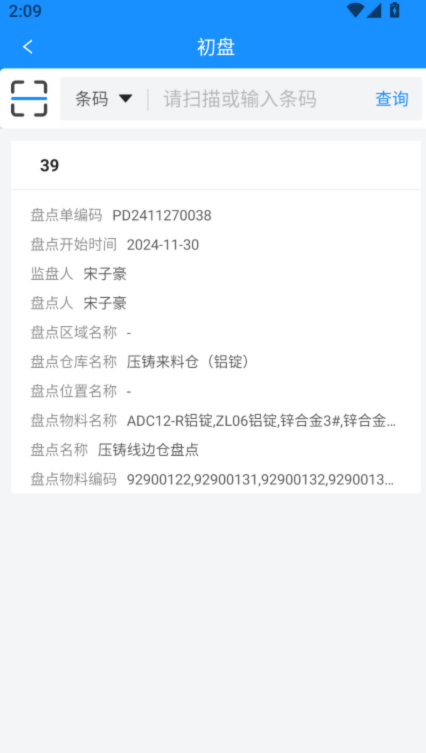 2:09
初盘
条码 请扫描或输入条码 查询
39
盘点单编码 PD2411270038
盘点开始时间 2024-11-30
监盘人 宋子豪
盘点人 宋子豪
盘点区域名称 -
盘点仓库名称 压铸来料仓（铝锭）
盘点位置名称 -
盘点物料名称 ADC12-R铝锭,ZL06铝锭,锌合金3#,锌合金…
盘点名称 压铸线边仓盘点
盘点物料编码 92900122,92900131,92900132,9290013…